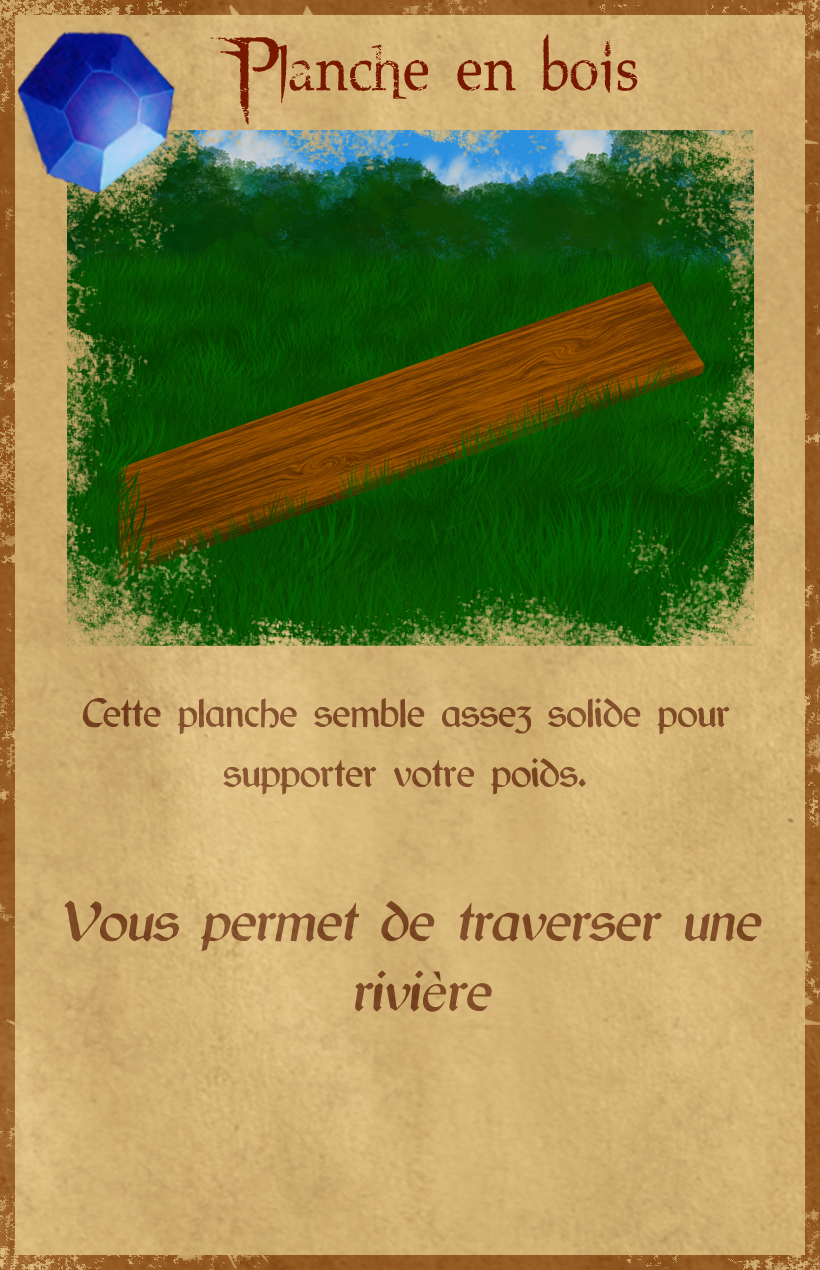 Planche en bois
Cette planche semble assez solide pour
supporter votre poids.
Vous permet de traverser une
rivière